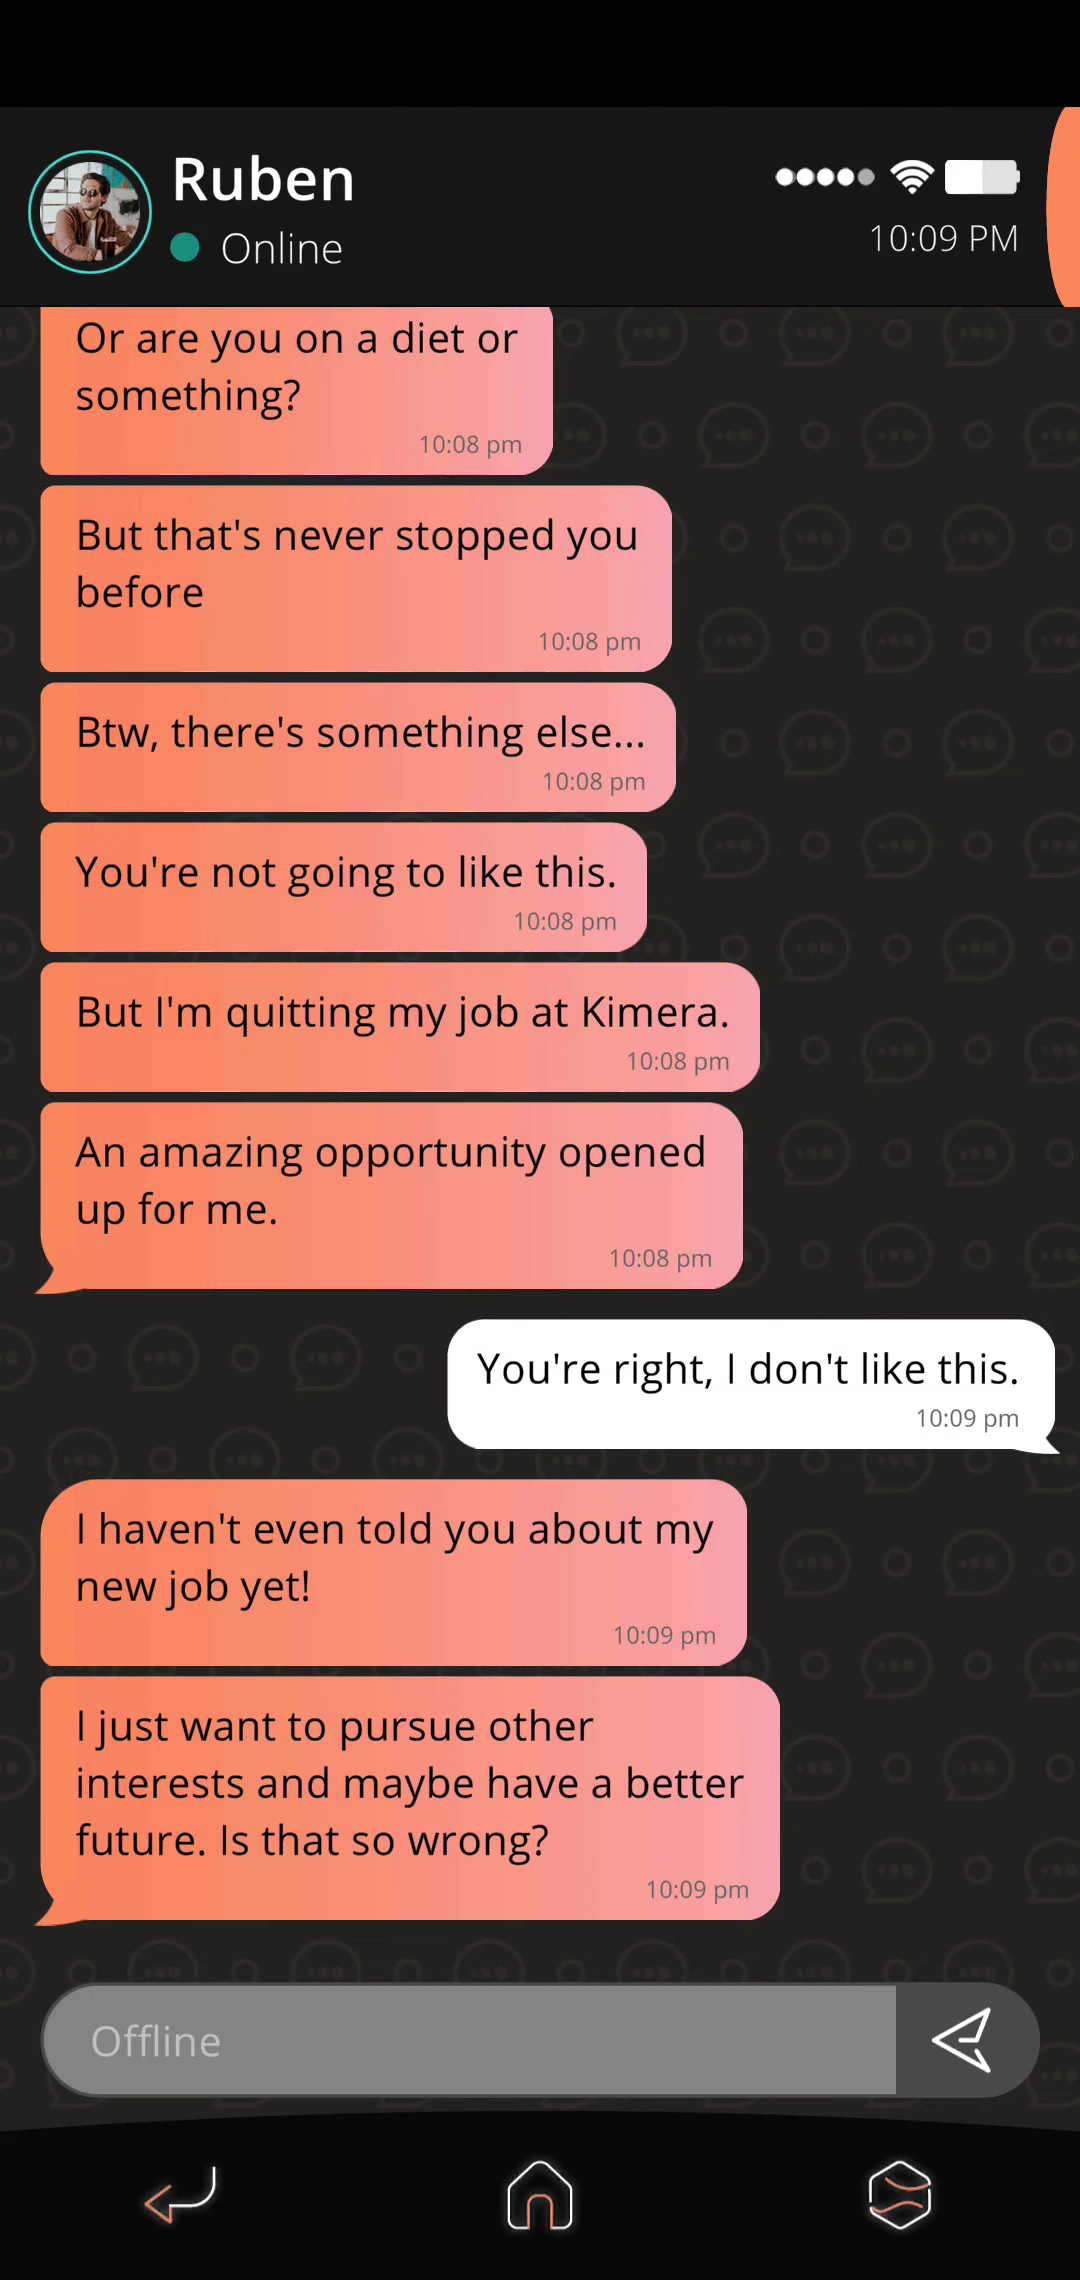 Ruben
Online
10:09 PM
Or are you on a diet or
something?
10:08 pm
But that's never stopped you
before
10:08 pm
Btw, there's something else...
10:08 pm
You're not going to like this.
10:08 pm
But I'm quitting my job at Kimera.
10:08 pm
An amazing opportunity opened
up for me.
10:08 pm
You're right, I don't like this.
10:09 pm
I haven't even told you about my
new job yet!
10:09 pm
I just want to pursue other
interests and maybe have a better
future. Is that so wrong?
10:09 pm
Offline